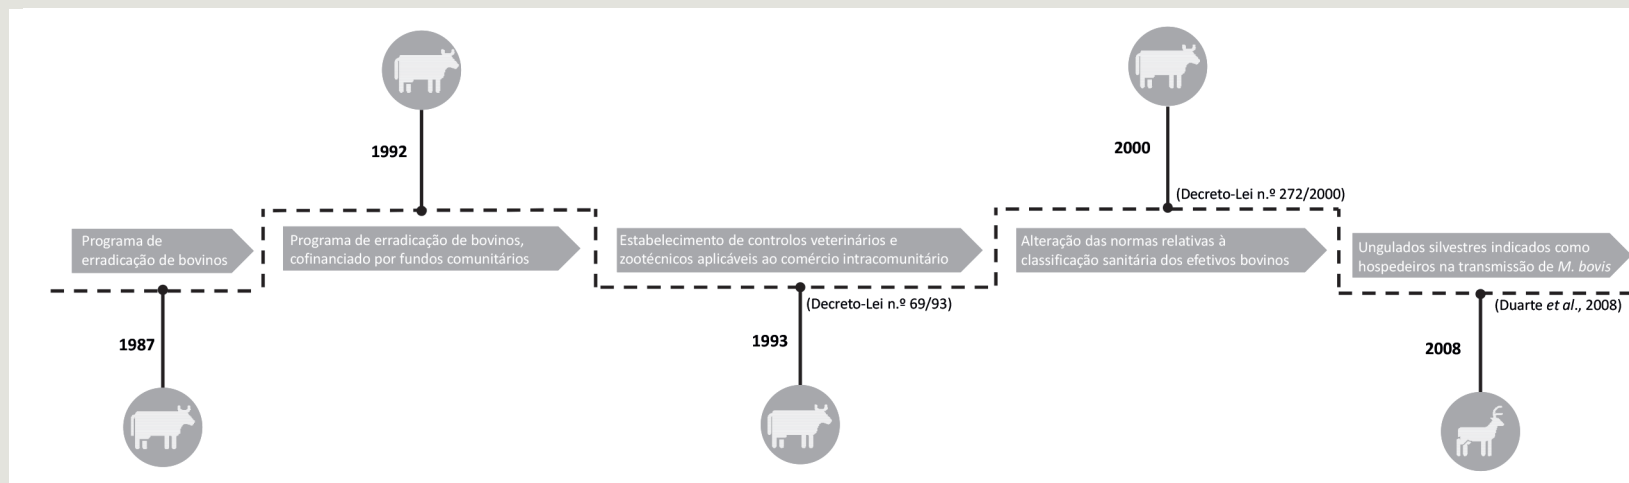 1992
2000
(Decreto-Lei n.º 272/2000)
Programa de
erradicação de bovinos
Programa de erradicação de bovinos,
cofinanciado por fundos comunitários
Estabelecimento de controlos veterinários e
zootécnicos aplicáveis ao comércio intracomunitário
Alteração das normas relativas à
classificação sanitária dos efetivos bovinos
Ungulados silvestres indicados como
hospedeiros na transmissão de M. bovis
(Decreto-Lei n.º 69/93)
(Duarte et al., 2008)
1987
1993
2008